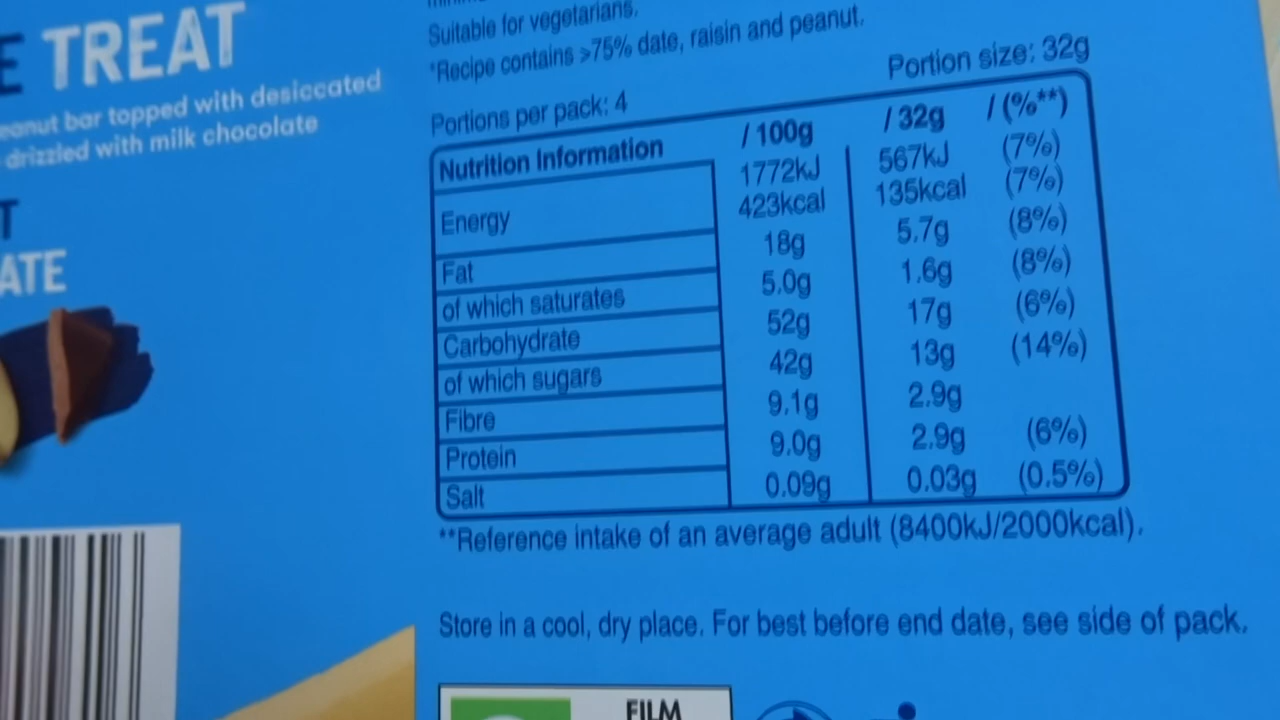 TREAT
bar topped with desiccated
drizzled with milk chocolate
ATE
Suitable for vegetarians.
*Recipe contains >75% date, raisin and peanut.
Portions per pack: 4 Portion size: 32g
Nutrition Information / 100g / 32g / (%**)
Energy 1772kJ 567kJ (7%)
423kcal 135kcal (7%)
Fat 18g 5.7g (8%)
of which saturates 5.0g 1.6g (8%)
Carbohydrate 52g 17g (6%)
of which sugars 42g 13g (14%)
Fibre 9.1g 2.9g
Protein 9.0g 2.9g (6%)
Salt 0.09g 0.03g (0.5%)
**Reference intake of an average adult (8400kJ/2000kcal).
Store in a cool, dry place. For best before end date, see side of pack.
FILM